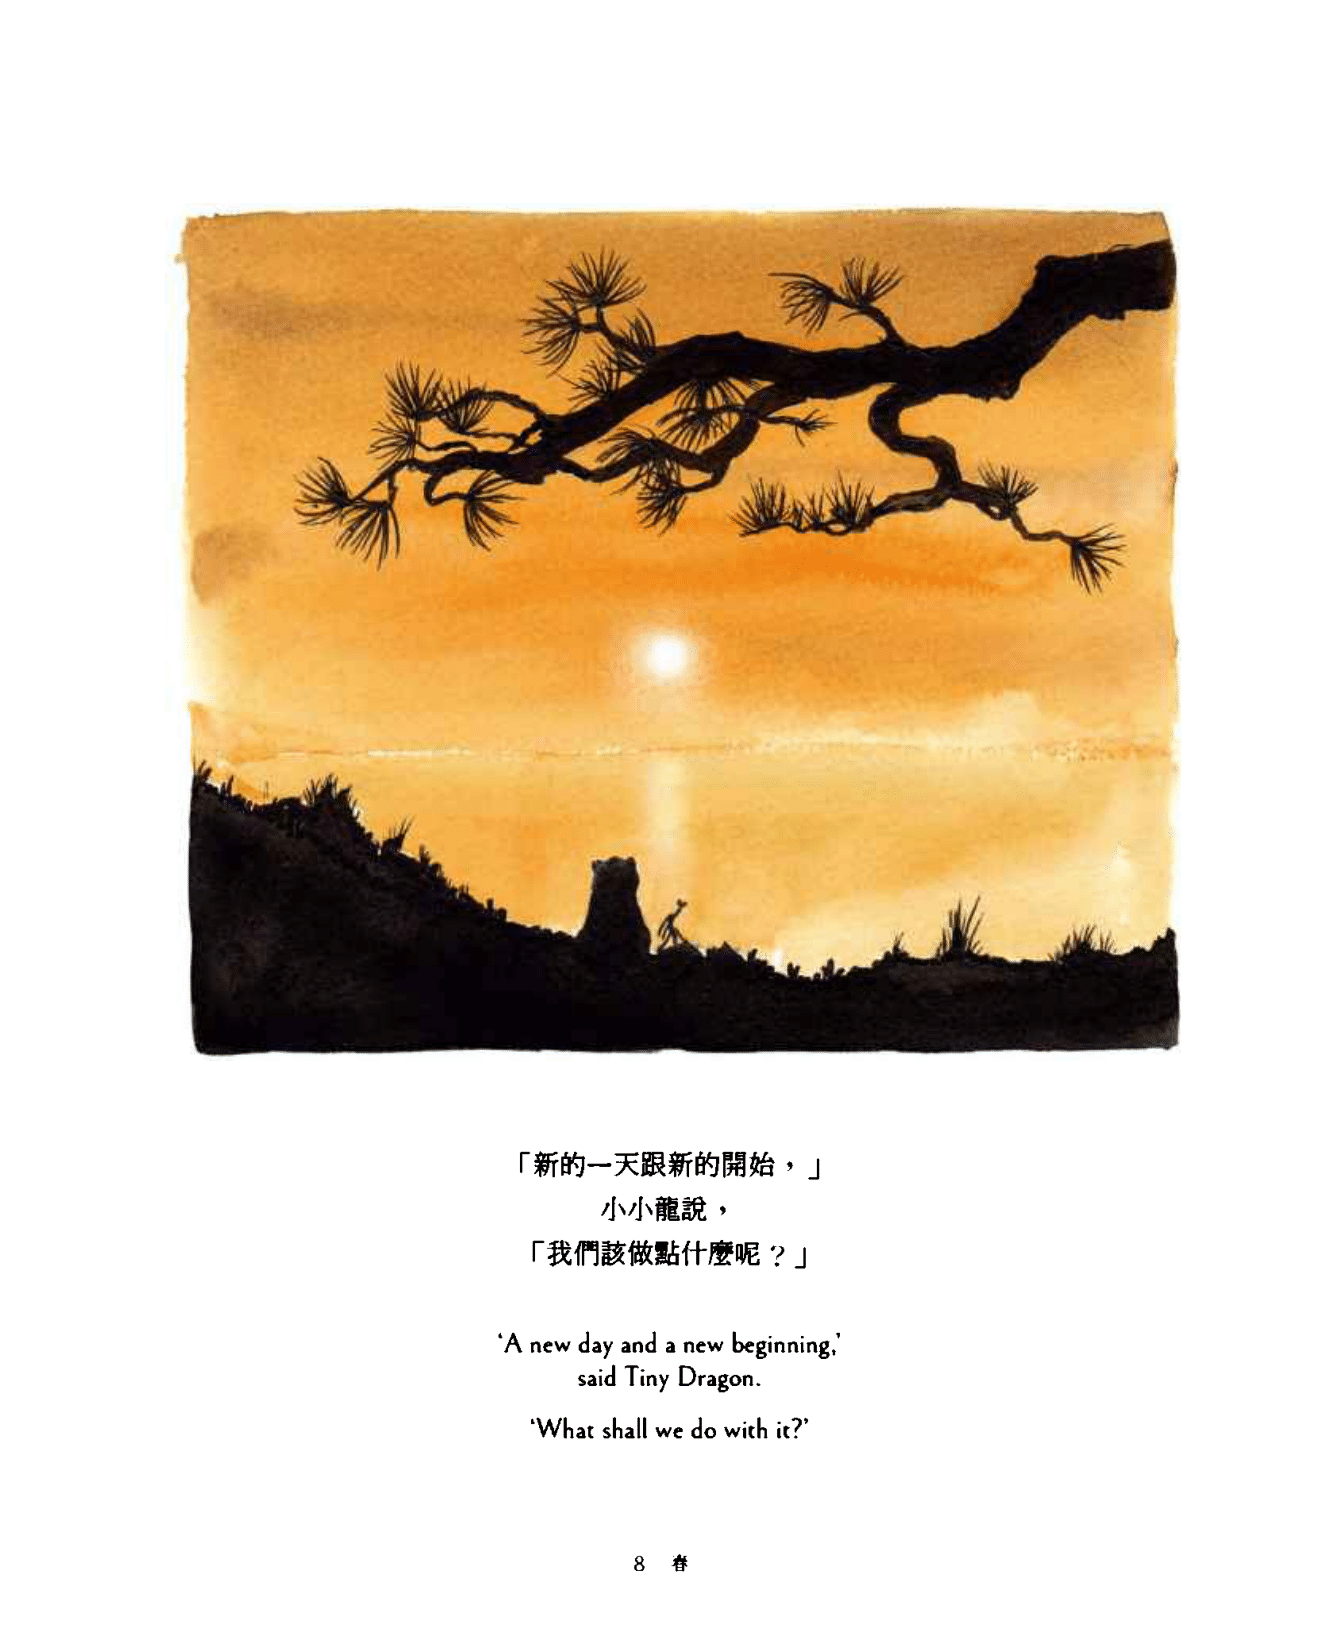 「新的一天跟新的開始，」
小小龍說，
「我們該做點什麼呢？」
‘A new day and a new beginning,’
said Tiny Dragon.
‘What shall we do with it?’
8 春